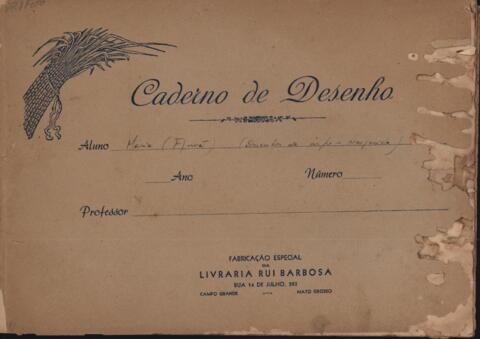 Caderno de Desenho
Aluno Maria
Ano Número
Professor
FABRICAÇÃO ESPECIAL
DA
LIVRARIA RUI BARBOSA
RUA 14 DE JULHO,
CAMPO GRANDE — MATO GROSSO